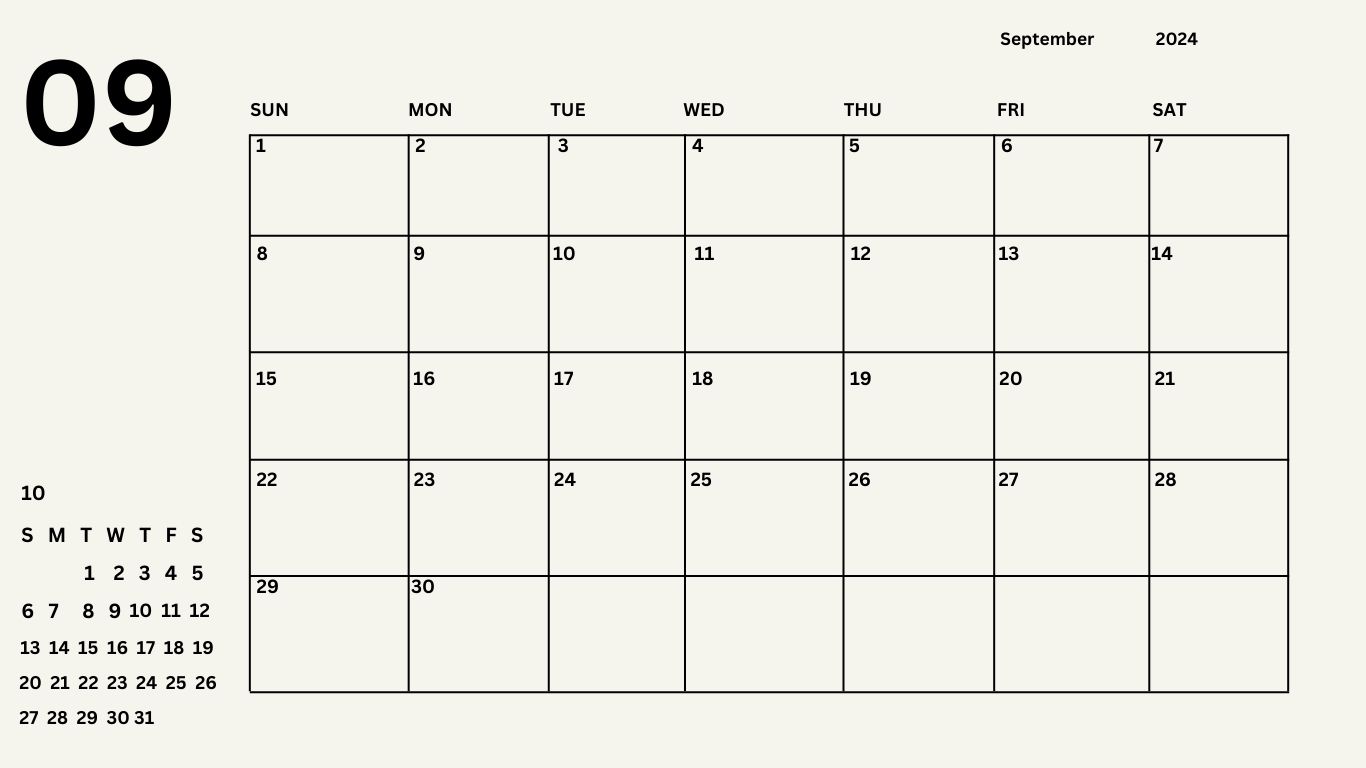 September 2024
09
SUN MON TUE WED THU FRI SAT
1 2 3 4 5 6 7
8 9 10 11 12 13 14
15 16 17 18 19 20 21
22 23 24 25 26 27 28
29 30
10
S M T W T F S
1 2 3 4 5
6 7 8 9 10 11 12
13 14 15 16 17 18 19
20 21 22 23 24 25 26
27 28 29 30 31